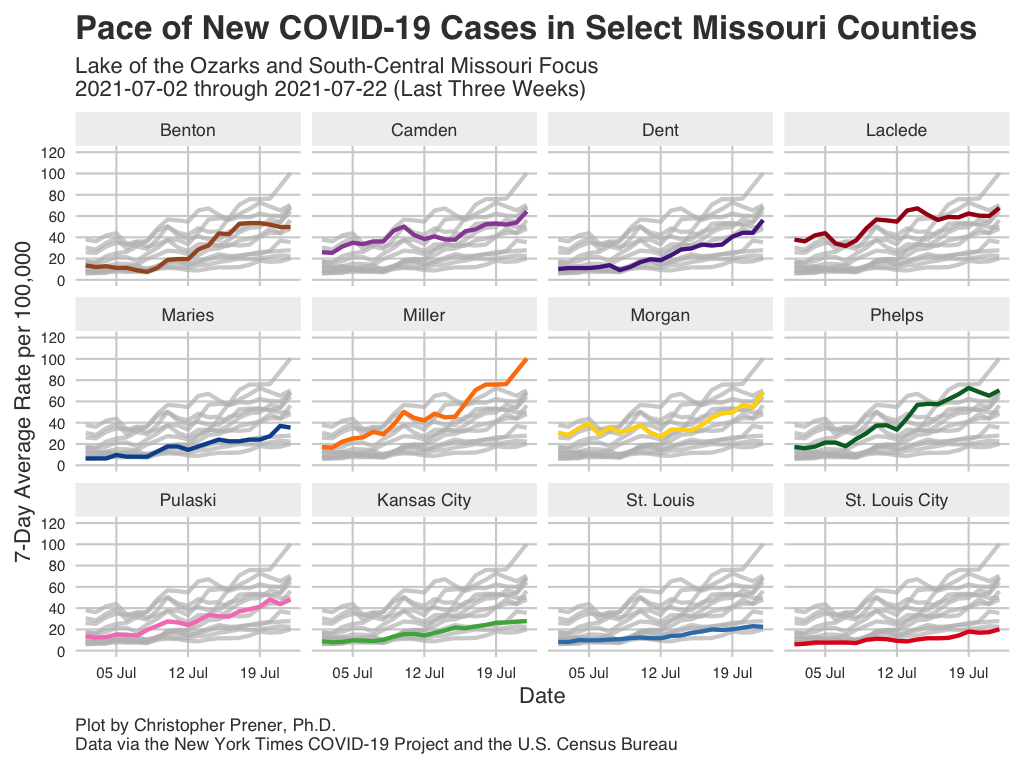 Pace of New COVID-19 Cases in Select Missouri Counties
Lake of the Ozarks and South-Central Missouri Focus
2021-07-02 through 2021-07-22 (Last Three Weeks)
Benton Camden Dent Laclede
120
100
80
60
40
20
0
Maries Miller Morgan Phelps
120
100
80
60
40
20
0
Pulaski Kansas City St. Louis St. Louis City
120
100
80
60
40
20
0
7-Day Average Rate per 100,000
05 Jul 12 Jul 19 Jul 05 Jul 12 Jul 19 Jul 05 Jul 12 Jul 19 Jul 05 Jul 12 Jul 19 Jul
Date
Plot by Christopher Prener, Ph.D.
Data via the New York Times COVID-19 Project and the U.S. Census Bureau